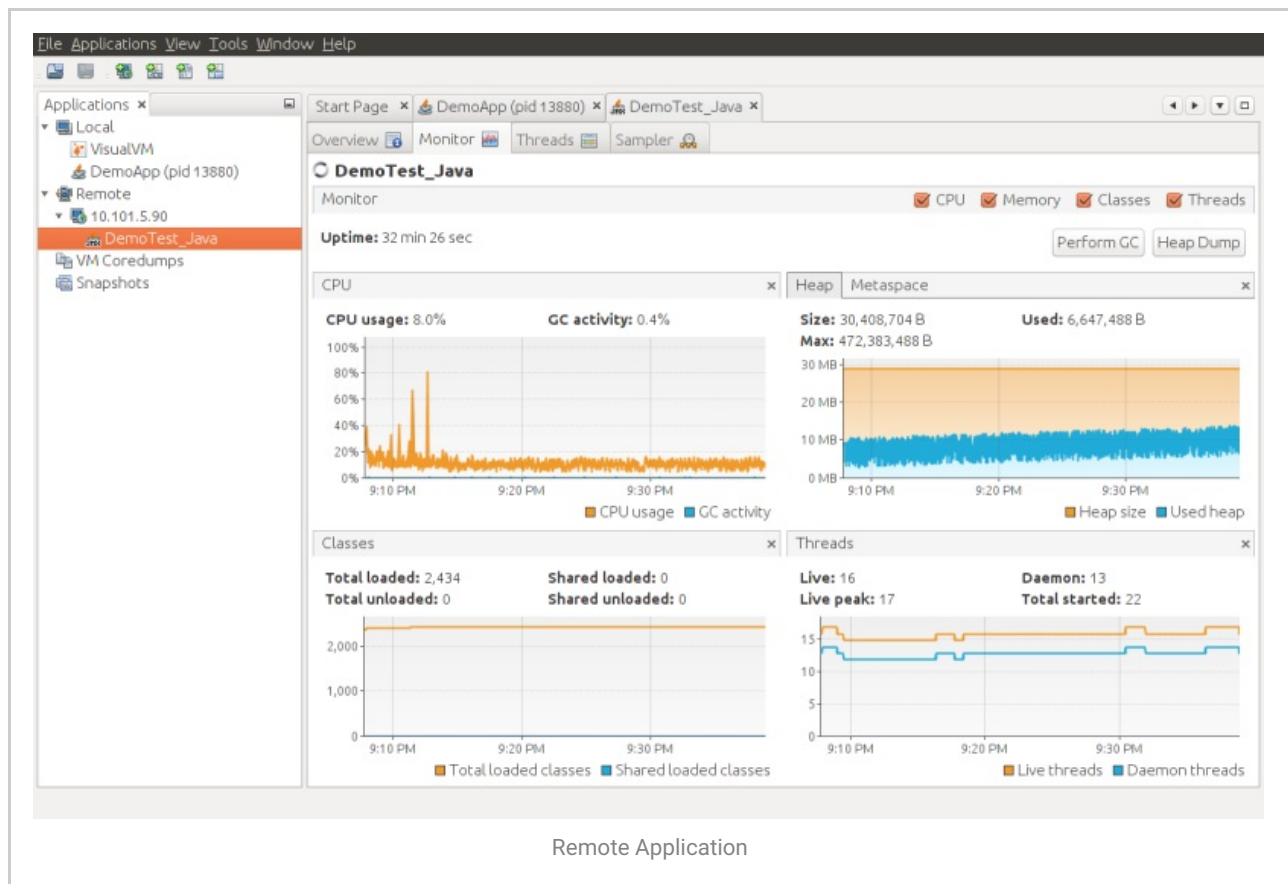 File Applications View Tools Window Help
Applications
Local
VisualVM
DemoApp (pid 13880)
Remote
10.101.5.90
DemoTest_Java
VM Coredumps
Snapshots
Start Page DemoApp (pid 13880) DemoTest_Java
Overview Monitor Threads Sampler
DemoTest_Java
Monitor CPU Memory Classes Threads
Uptime: 32 min 26 sec
Perform GC Heap Dump
CPU
CPU usage: 8.0% GC activity: 0.4%
100%
80%
60%
40%
20%
0%
9:10 PM 9:20 PM 9:30 PM
CPU usage GC activity
Heap Metaspace
Size: 30,408,704 B Used: 6,647,488 B
Max: 472,383,488 B
30 MB
20 MB
10 MB
0 MB
9:10 PM 9:20 PM 9:30 PM
Heap size Used heap
Classes
Total loaded: 2,434 Shared loaded: 0
Total unloaded: 0 Shared unloaded: 0
2,000
1,000
0
9:10 PM 9:20 PM 9:30 PM
Total loaded classes Shared loaded classes
Threads
Live: 16 Daemon: 13
Live peak: 17 Total started: 22
15
10
5
0
9:10 PM 9:20 PM 9:30 PM
Live threads Daemon threads
Remote Application